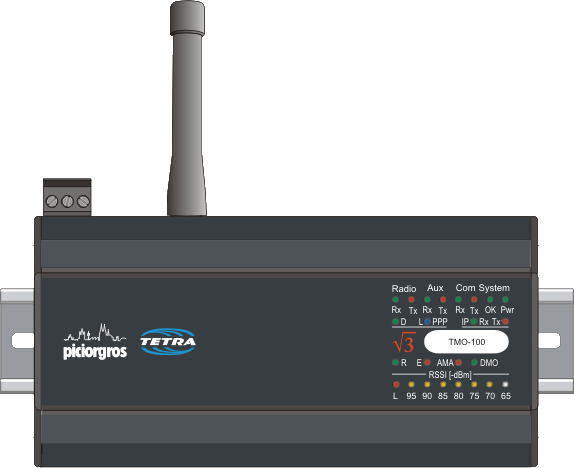 Radio Aux Com System
Rx Tx Rx Tx Rx Tx OK Pwr
D L PPP IP Rx Tx
piciorgros TETRA √3 TMO-100
R E AMA DMO
RSSI [-dBm]
L 95 90 85 80 75 70 65